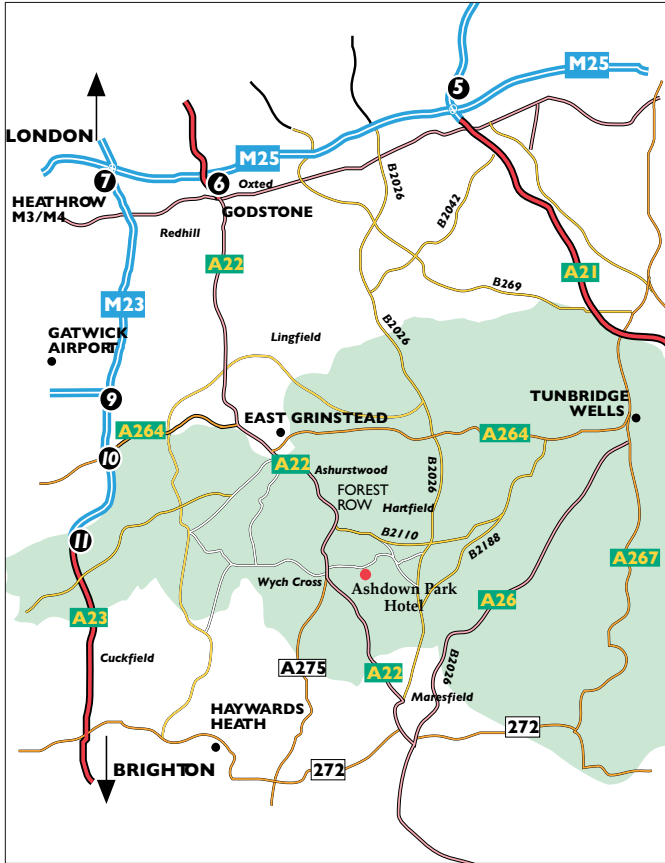 5
M25
LONDON
B2026
M25
7
6
Oxted
HEATHROW
M3/M4
GODSTONE
B2042
Redhill
A22
A21
B269
M23
B2026
GATWICK
AIRPORT
Lingfield
TUNBRIDGE
WELLS
9
EAST GRINSTEAD
A264
A264
10
A22
Ashurstwood
B2026
FOREST
ROW
Hartfield
11
B2110
B2188
A267
Wych Cross
Ashdown Park
Hotel
A26
A23
Cuckfield
A275
A22
B2026
Maresfield
HAYWARDS
HEATH
272
272
BRIGHTON